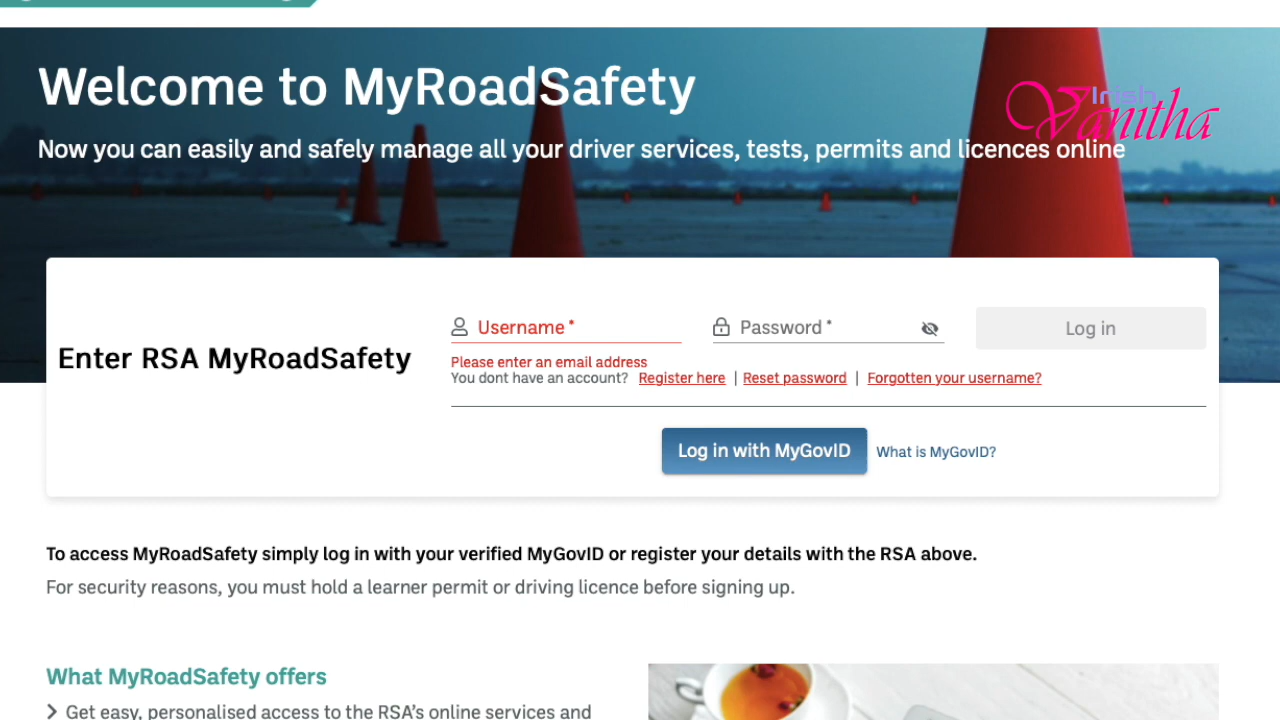 Welcome to MyRoadSafety
Irish
Vanitha
Now you can easily and safely manage all your driver services, tests, permits and licences online
Enter RSA MyRoadSafety
Username *
Password *
Log in
Please enter an email address
You dont have an account? Register here | Reset password | Forgotten your username?
Log in with MyGovID What is MyGovID?
To access MyRoadSafety simply log in with your verified MyGovID or register your details with the RSA above.
For security reasons, you must hold a learner permit or driving licence before signing up.
What MyRoadSafety offers
Get easy, personalised access to the RSA's online services and